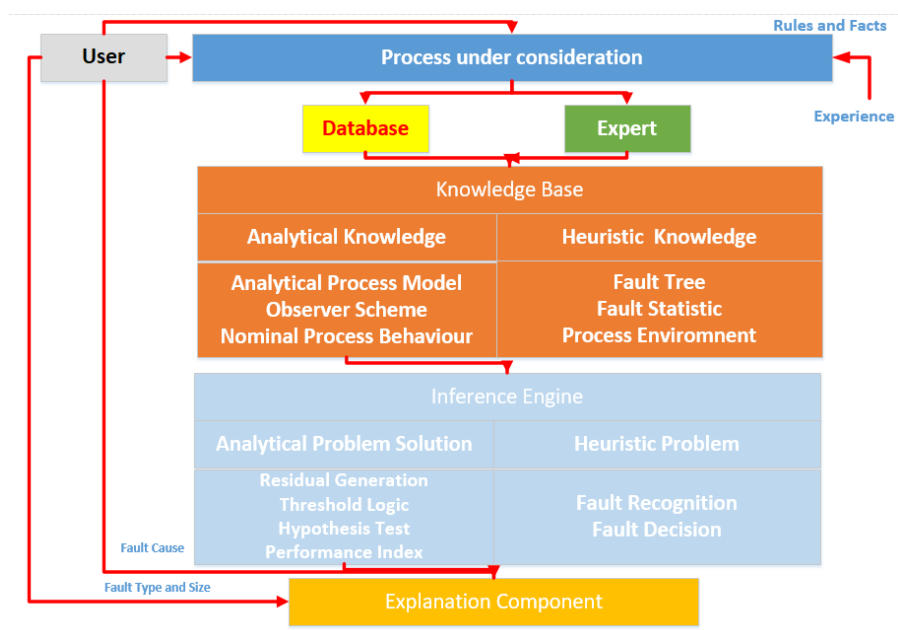 Rules and Facts
User
Process under consideration
Experience
Database
Expert
Knowledge Base
Analytical Knowledge
Heuristic Knowledge
Analytical Process Model
Observer Scheme
Nominal Process Behaviour
Fault Tree
Fault Statistic
Process Enviromnent
Inference Engine
Analytical Problem Solution
Heuristic Problem
Residual Generation
Threshold Logic
Hypothesis Test
Performance Index
Fault Recognition
Fault Decision
Fault Cause
Fault Type and Size
Explanation Component